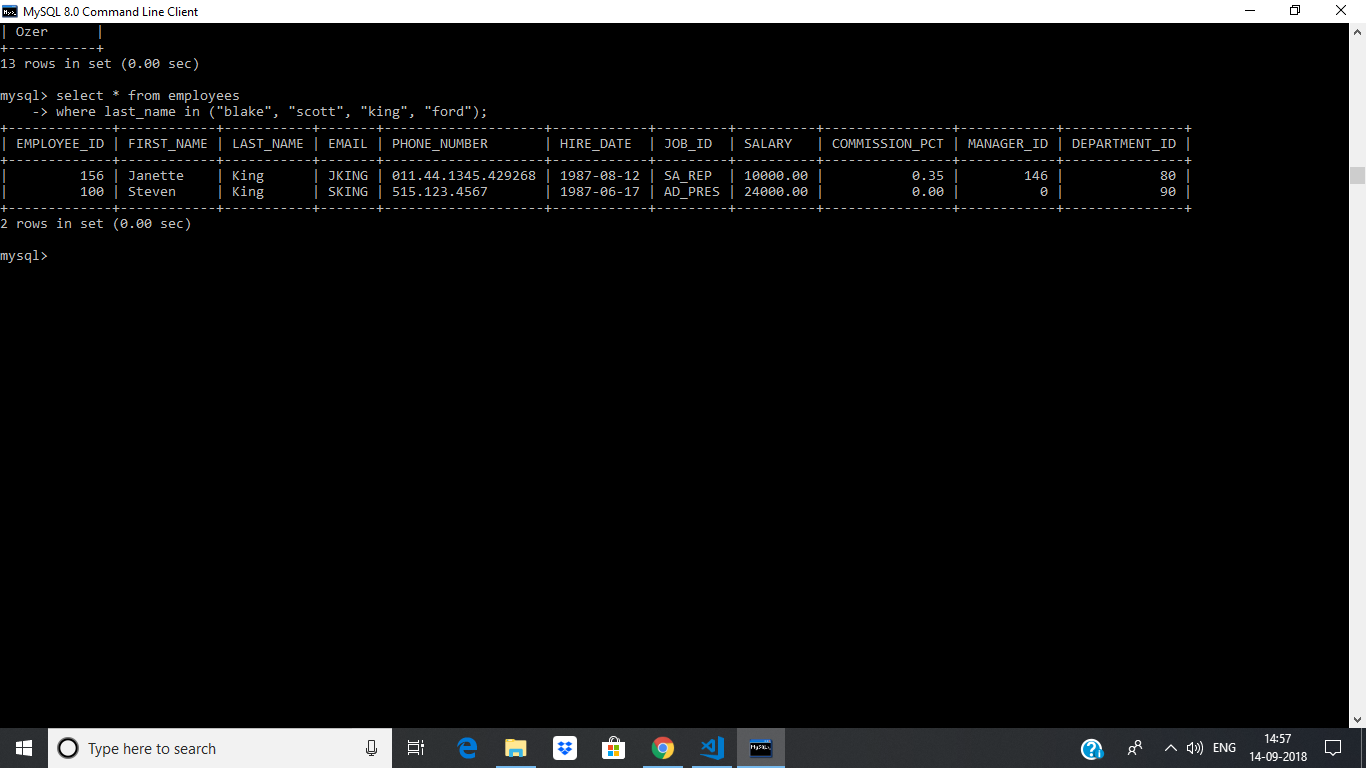 MySQL 8.0 Command Line Client
| Ozer      |
+-----------+
13 rows in set (0.00 sec)
mysql> select * from employees
    -> where last_name in ("blake", "scott", "king", "ford");
+-------------+------------+-----------+-------+--------------------+------------+---------+----------+----------------+------------+---------------+
| EMPLOYEE_ID | FIRST_NAME | LAST_NAME | EMAIL | PHONE_NUMBER       | HIRE_DATE  | JOB_ID  | SALARY   | COMMISSION_PCT | MANAGER_ID | DEPARTMENT_ID |
+-------------+------------+-----------+-------+--------------------+------------+---------+----------+----------------+------------+---------------+
|         156 | Janette    | King      | JKING | 011.44.1345.429268 | 1987-08-12 | SA_REP  | 10000.00 |           0.35 |        146 |            80 |
|         100 | Steven     | King      | SKING | 515.123.4567       | 1987-06-17 | AD_PRES | 24000.00 |           0.00 |          0 |            90 |
+-------------+------------+-----------+-------+--------------------+------------+---------+----------+----------------+------------+---------------+
2 rows in set (0.00 sec)
mysql>
Type here to search
ENG
14:57
14-09-2018